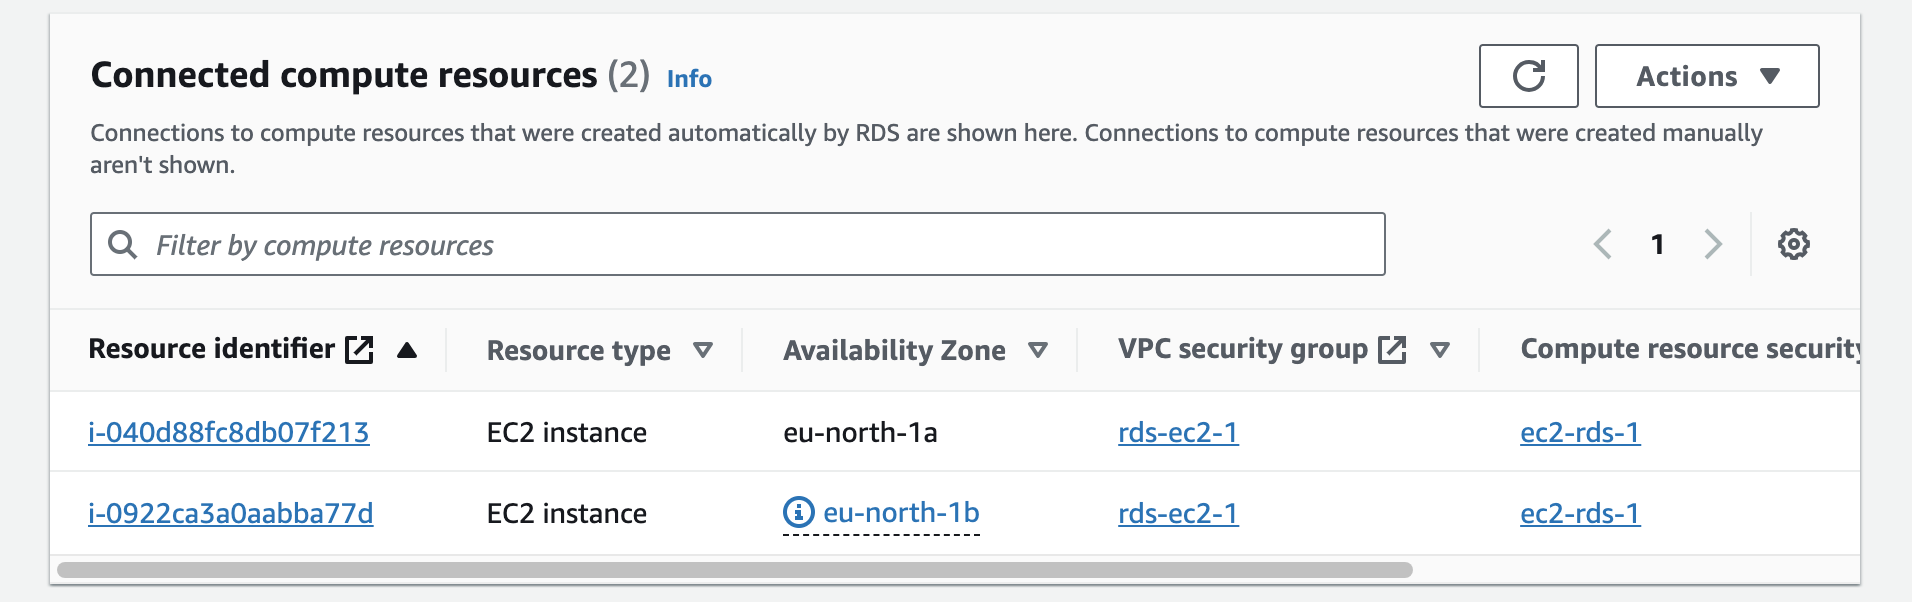 Connected compute resources (2) Info
Actions
Connections to compute resources that were created automatically by RDS are shown here. Connections to compute resources that were created manually
aren't shown.
Filter by compute resources
1
Resource identifier Resource type Availability Zone VPC security group Compute resource security
i-040d88fc8db07f213 EC2 instance eu-north-1a rds-ec2-1 ec2-rds-1
i-0922ca3a0aabba77d EC2 instance eu-north-1b rds-ec2-1 ec2-rds-1